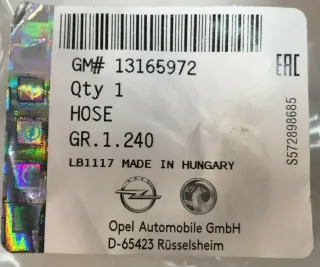 GM# 13165972
Qty 1
HOSE
GR.1.240
LB1117 MADE IN HUNGARY
Opel Automobile GmbH
D-65423 Rüsselsheim
EAC
S572898685